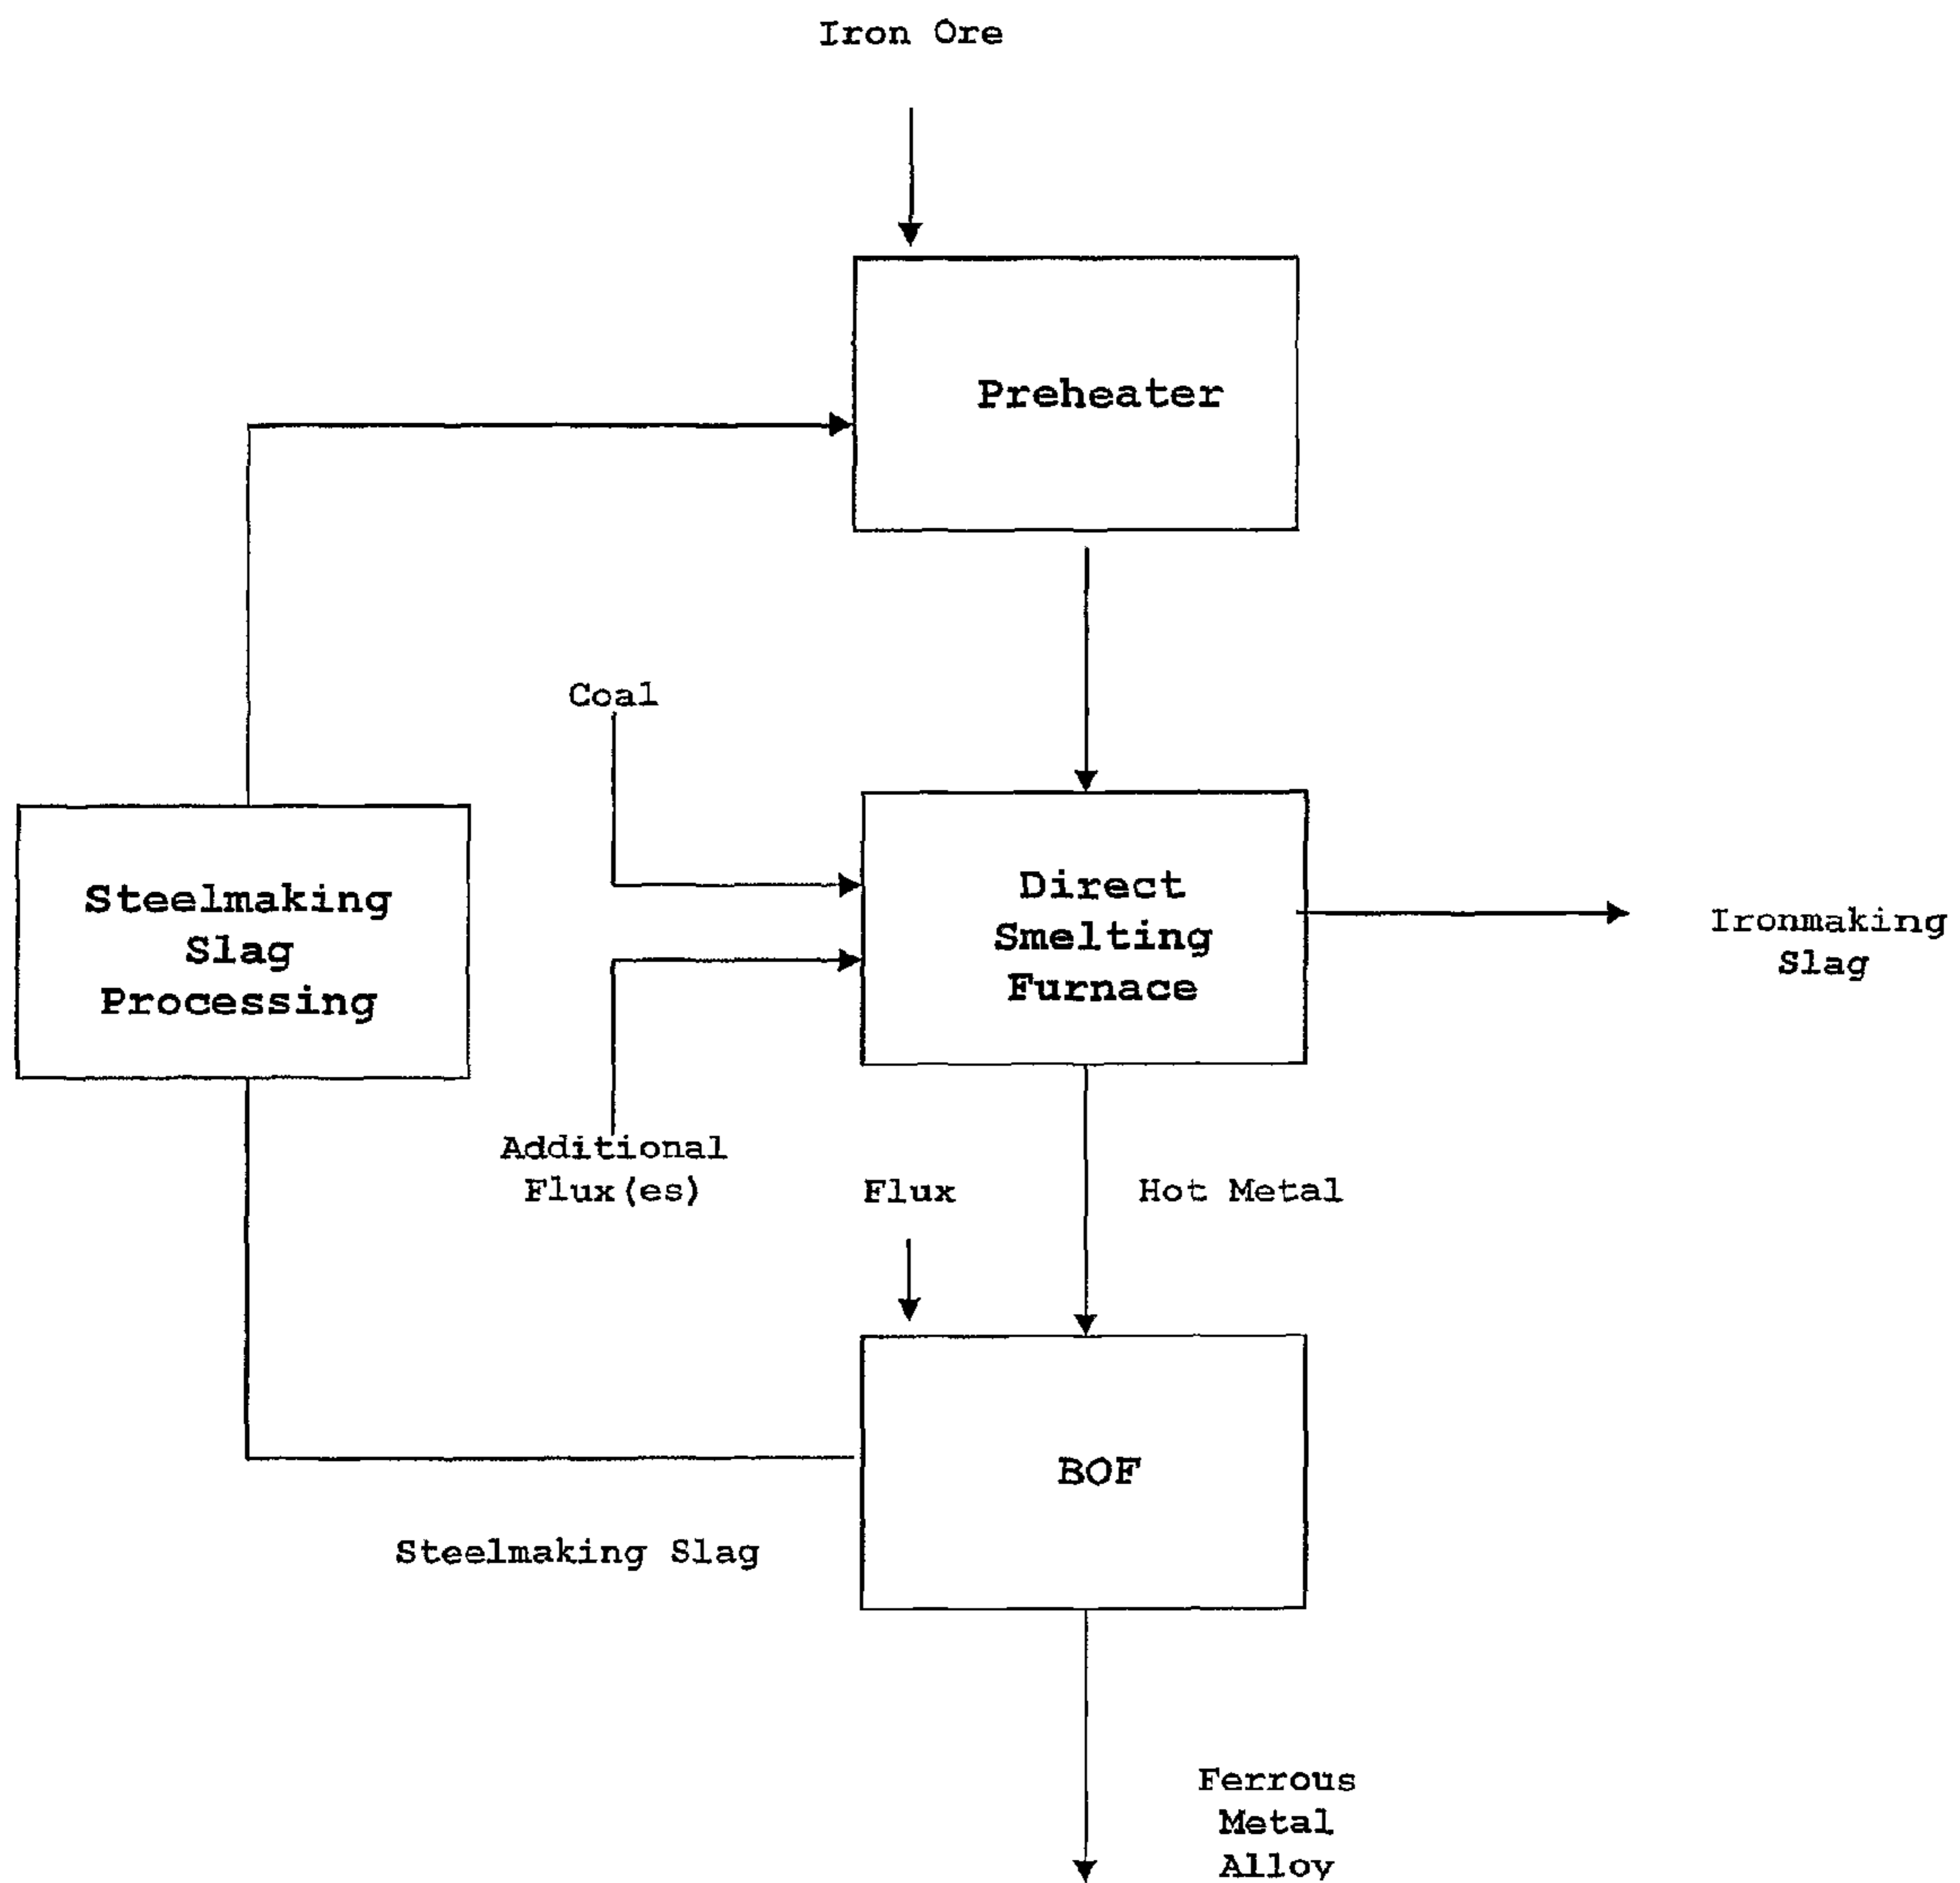 Iron Ore
Preheater
Coal
Steelmaking
Slag
Processing
Direct
Smelting
Furnace
Ironmaking
Slag
Additional
Flux(es)
Flux
Hot Metal
BOF
Steelmaking Slag
Ferrous
Metal
Alloy